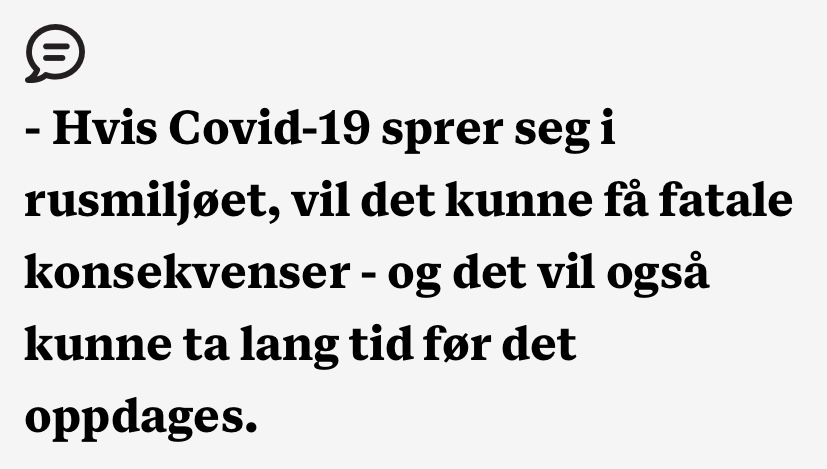 - Hvis Covid-19 sprer seg i
rusmiljøet, vil det kunne få fatale
konsekvenser - og det vil også
kunne ta lang tid før det
oppdages.